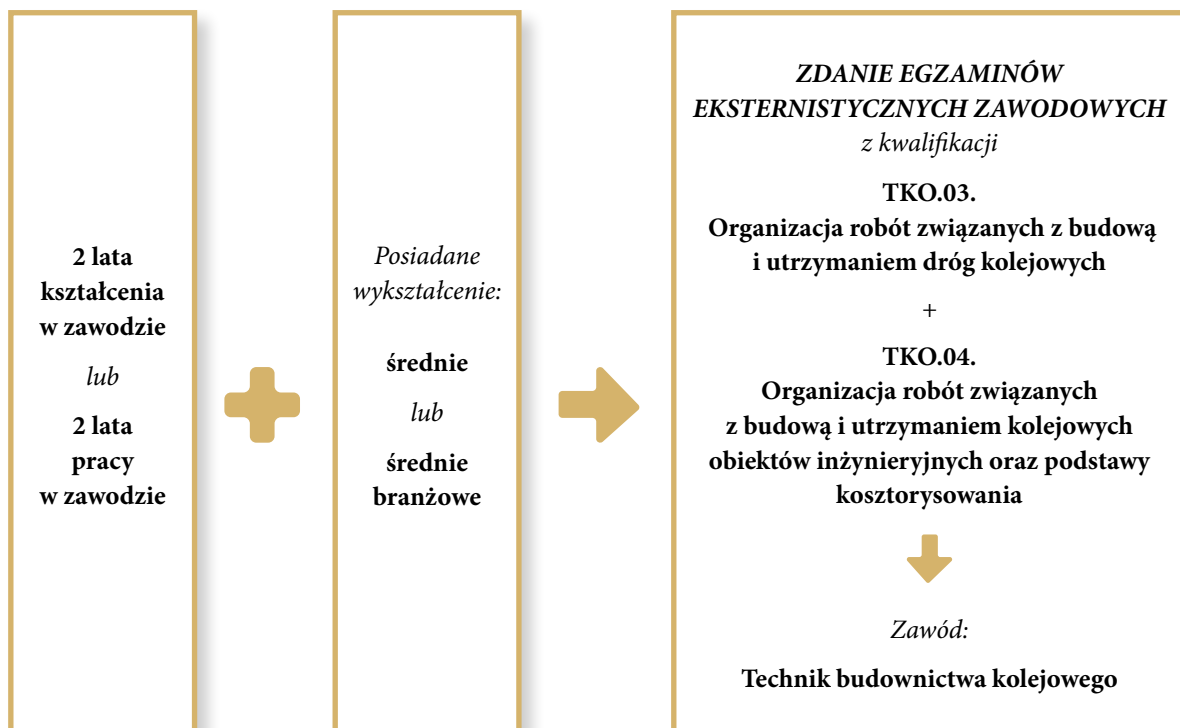 2 lata
kształcenia
w zawodzie
lub
2 lata
pracy
w zawodzie
Posiadane
wykształcenie:
średnie
lub
średnie
branżowe
ZDANIE EGZAMINÓW
EKSTERNISTYCZNYCH ZAWODOWYCH
z kwalifikacji
TKO.03.
Organizacja robót związanych z budową
i utrzymaniem dróg kolejowych
+
TKO.04.
Organizacja robót związanych
z budową i utrzymaniem kolejowych
obiektów inżynieryjnych oraz podstawy
kosztorysowania
Zawód:
Technik budownictwa kolejowego